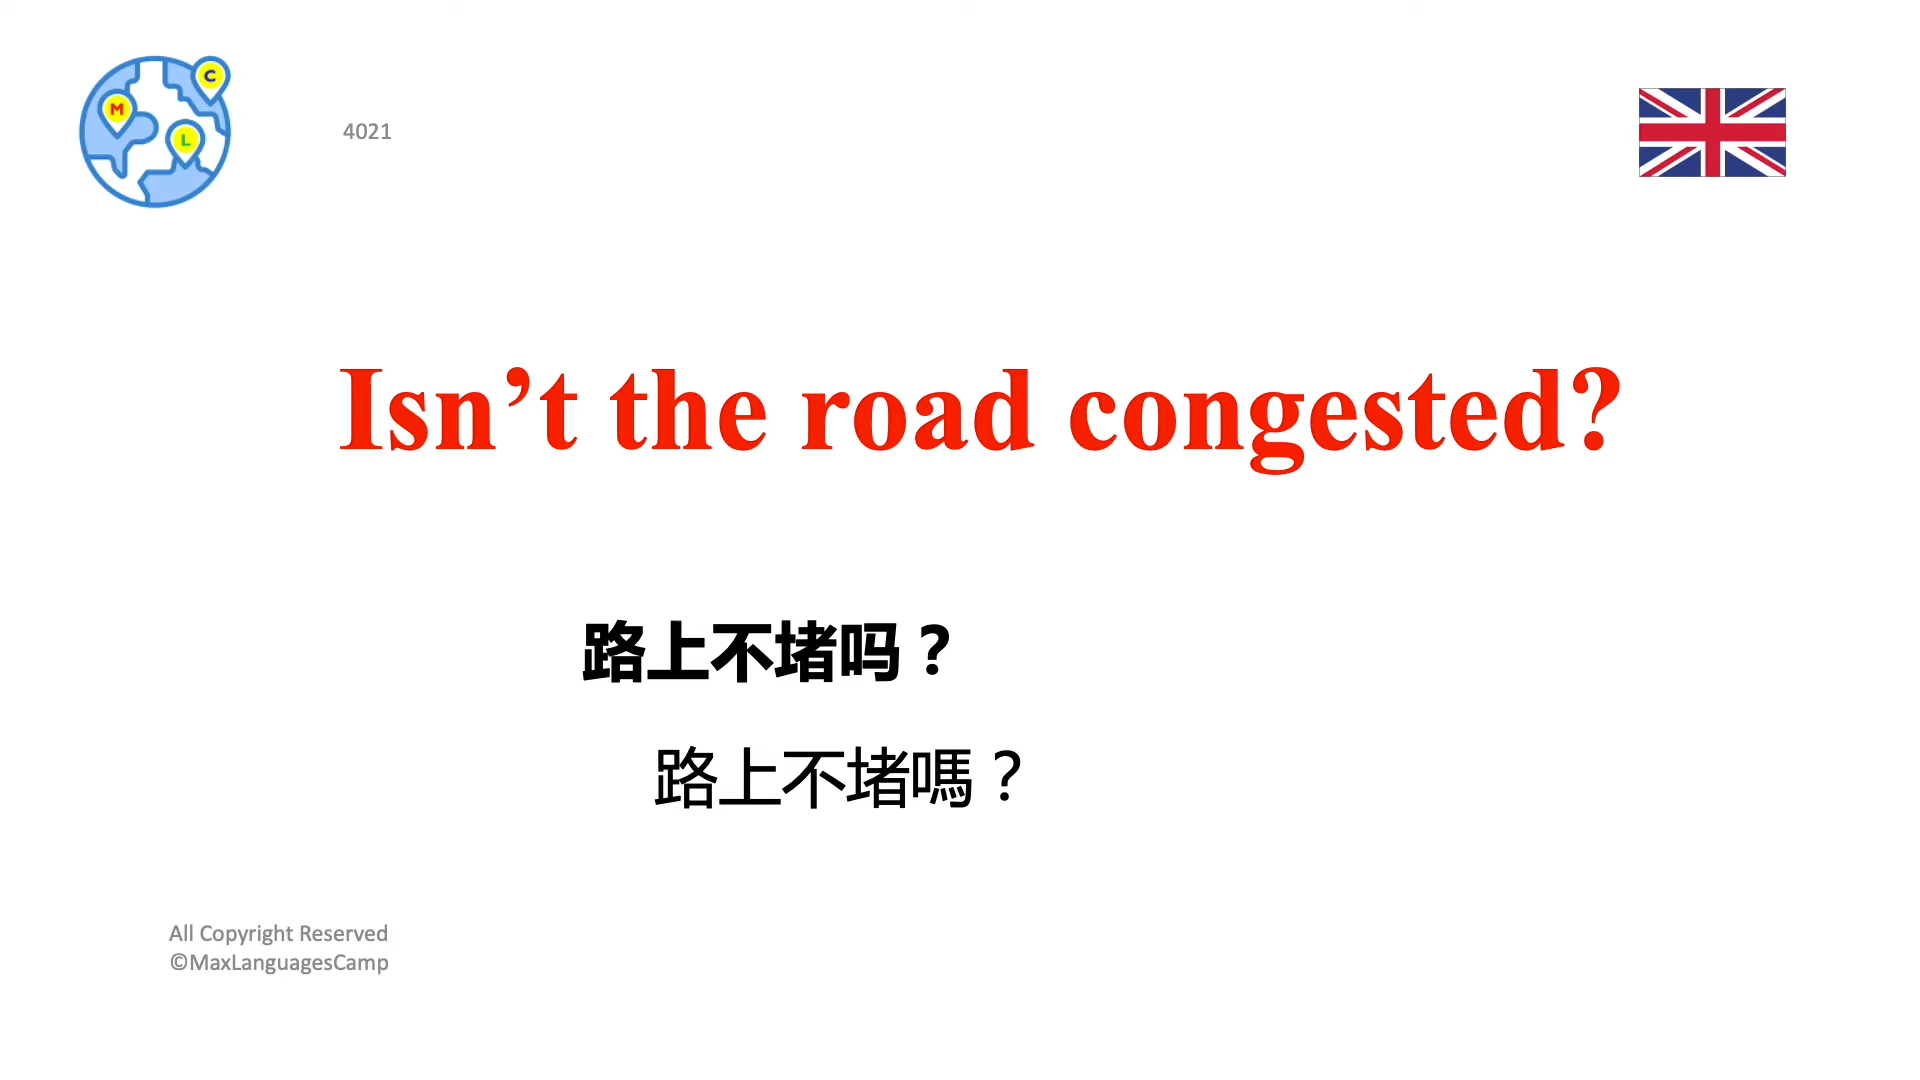 C
M
L
4021
Isn’t the road congested?
路上不堵吗？
路上不堵嗎？
All Copyright Reserved
©MaxLanguagesCamp